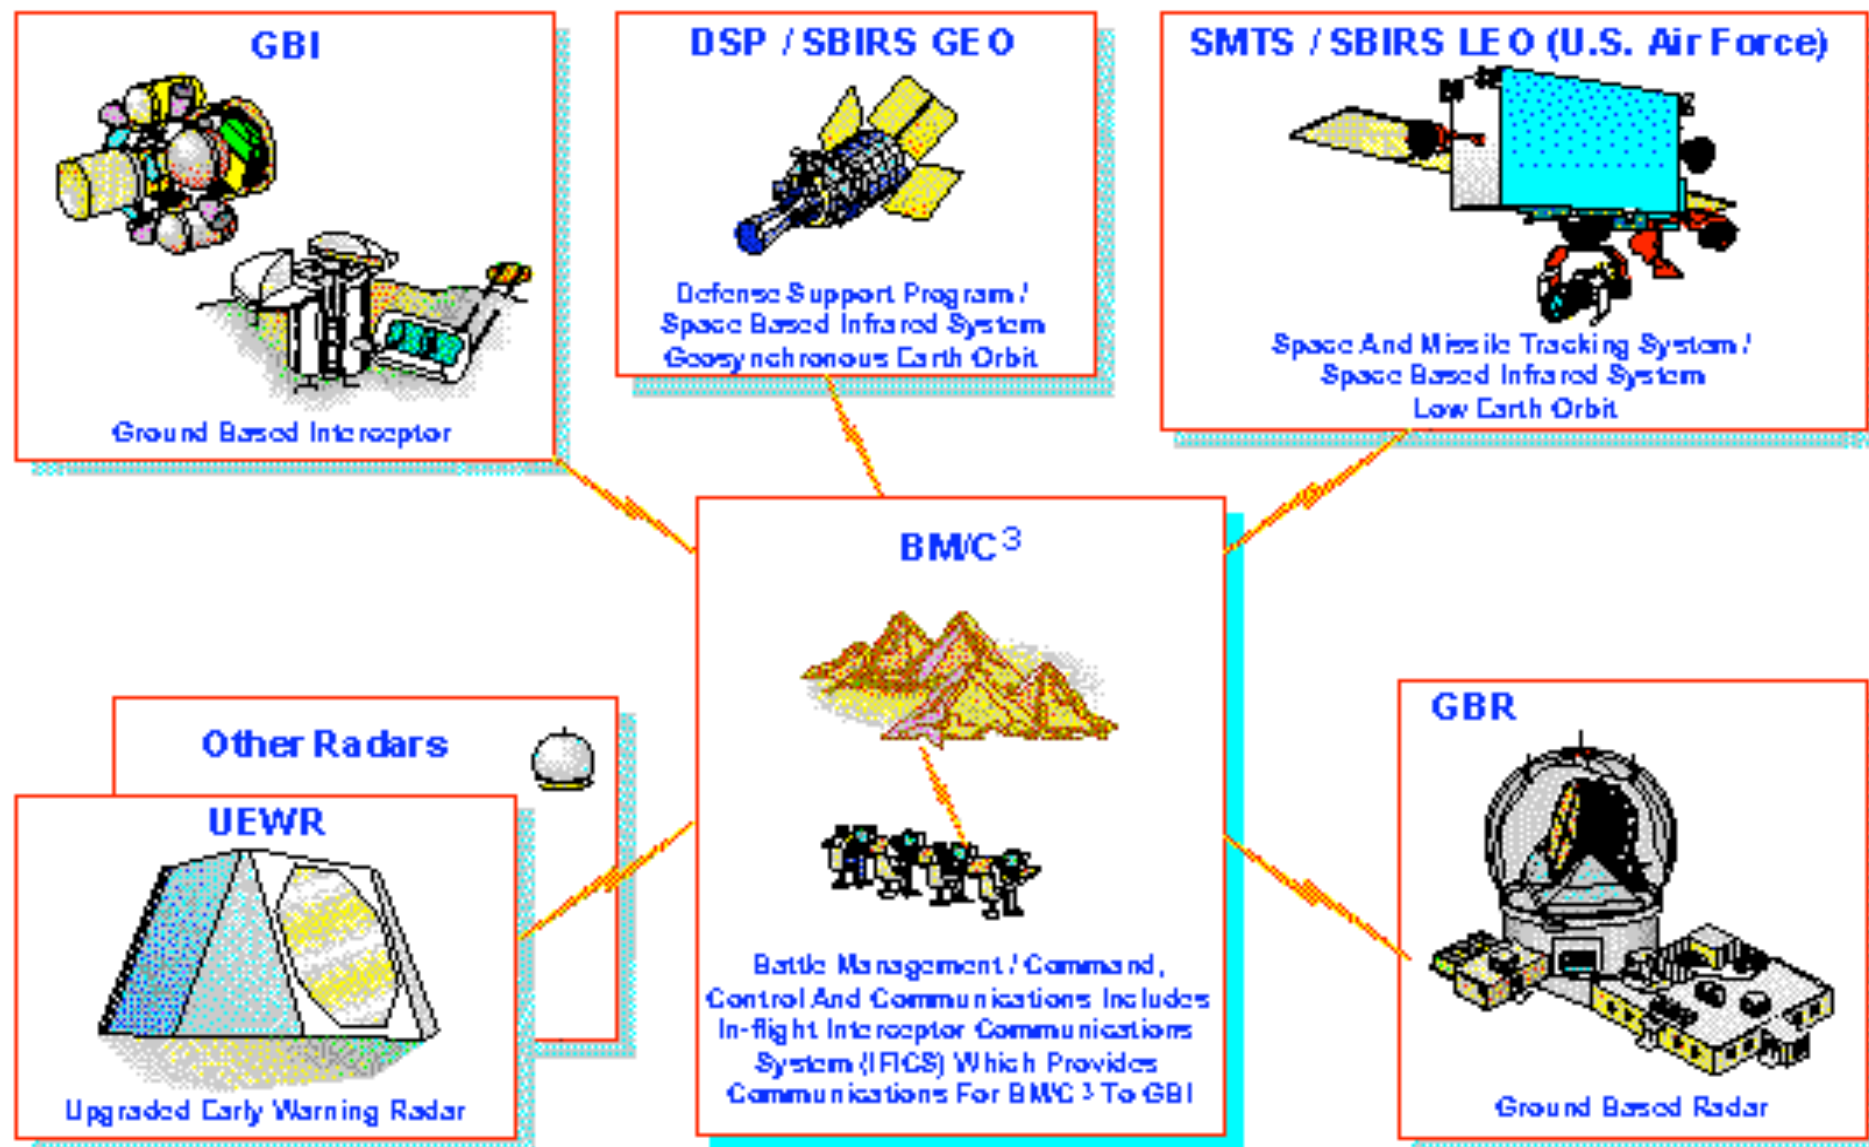 GBI
Ground Based Interceptor
DSP / SBIRS GEO
Defense Support Program /
Space Based Infrared System
Geosynchronous Earth Orbit
SMTS / SBIRS LEO (U.S. Air Force)
Space And Missile Tracking System /
Space Based Infrared System
Low Earth Orbit
BM/C³
Battle Management / Command,
Control And Communications Includes
In-flight Interceptor Communications
System (IFICS) Which Provides
Communications For BM/C³ To GBI
Other Radars
UEWR
Upgraded Early Warning Radar
GBR
Ground Based Radar